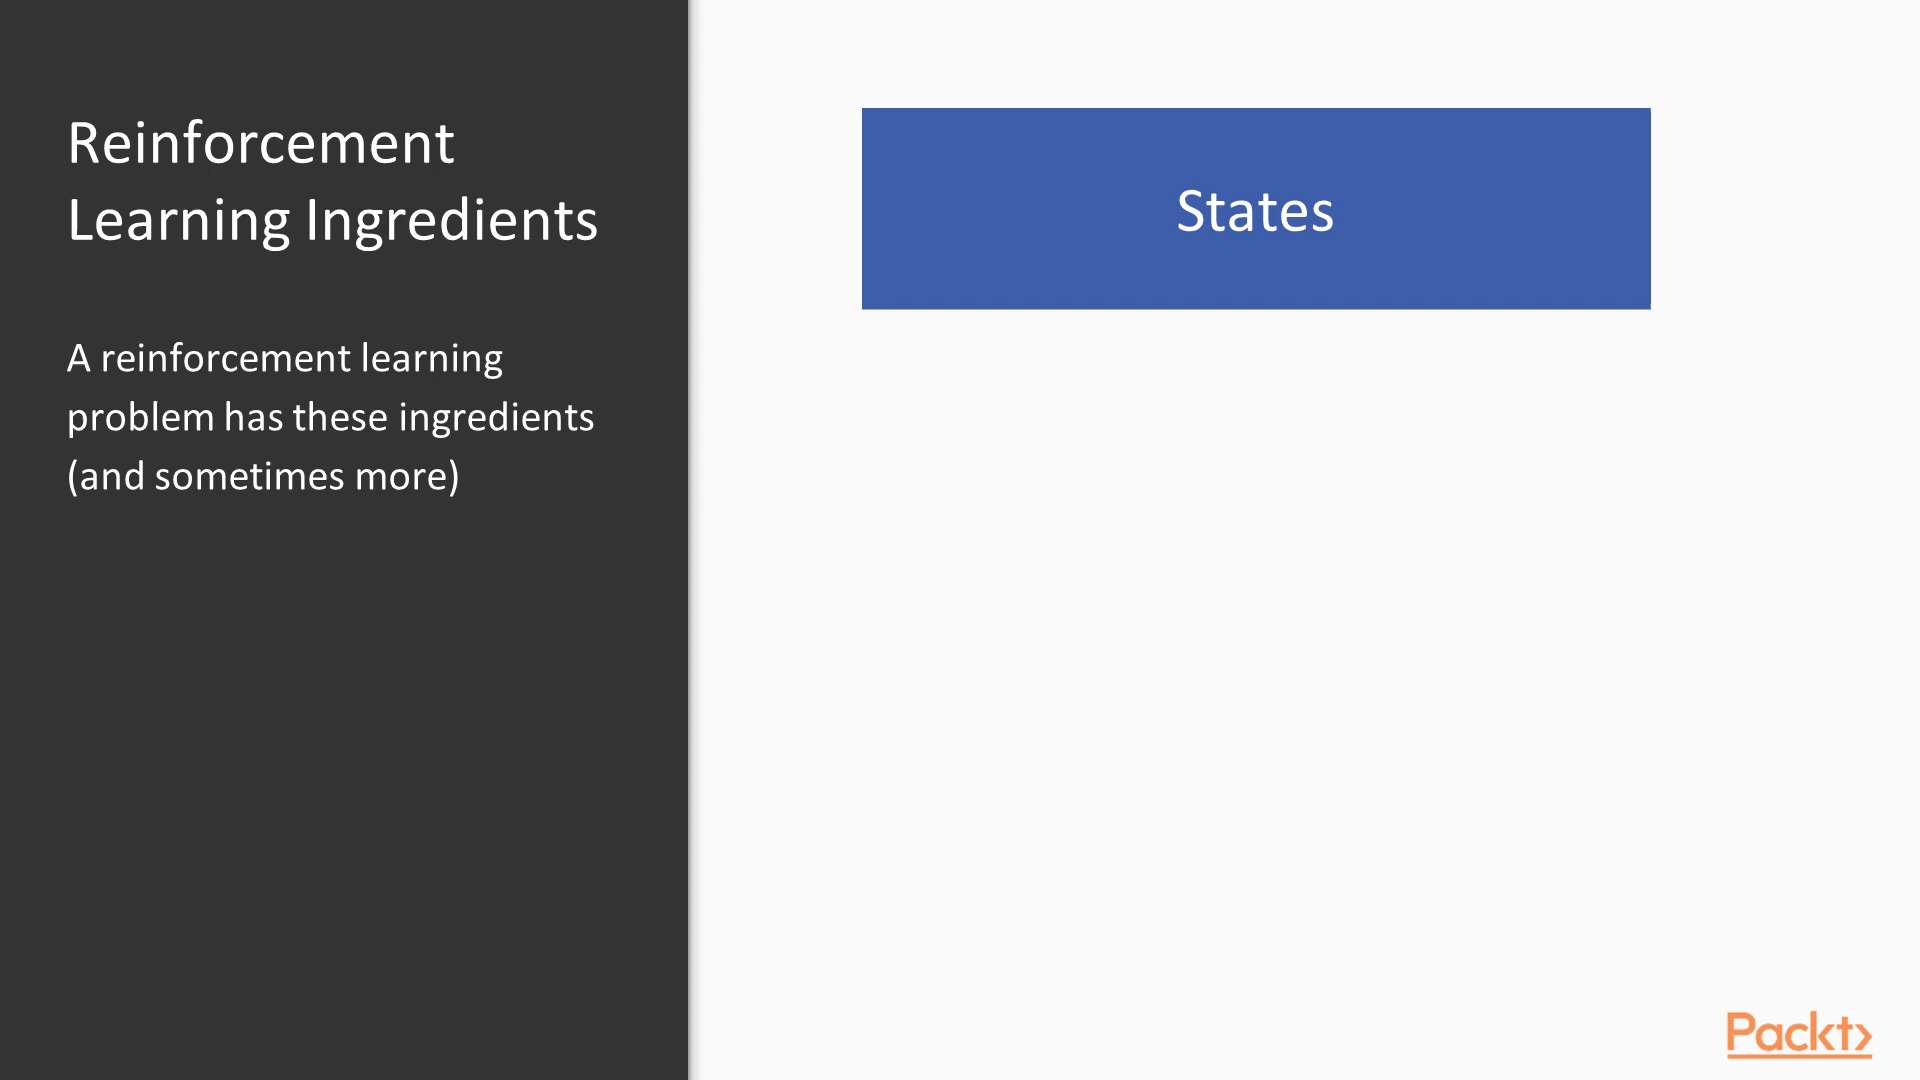 Reinforcement
Learning Ingredients
A reinforcement learning
problem has these ingredients
(and sometimes more)
States
Packt>